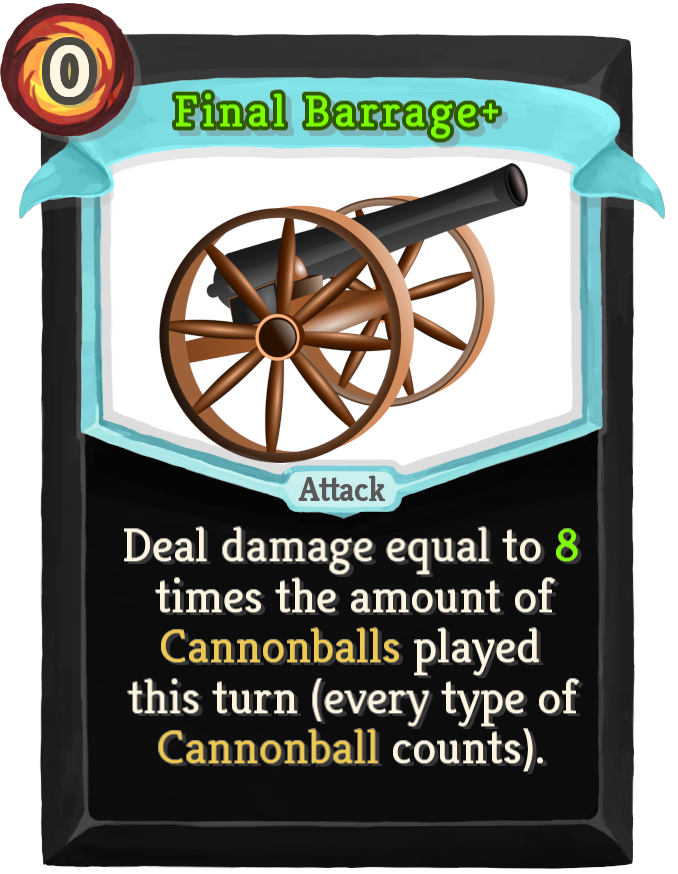 0
Final Barrage+
Attack
Deal damage equal to 8
times the amount of
Cannonballs played
this turn (every type of
Cannonball counts).